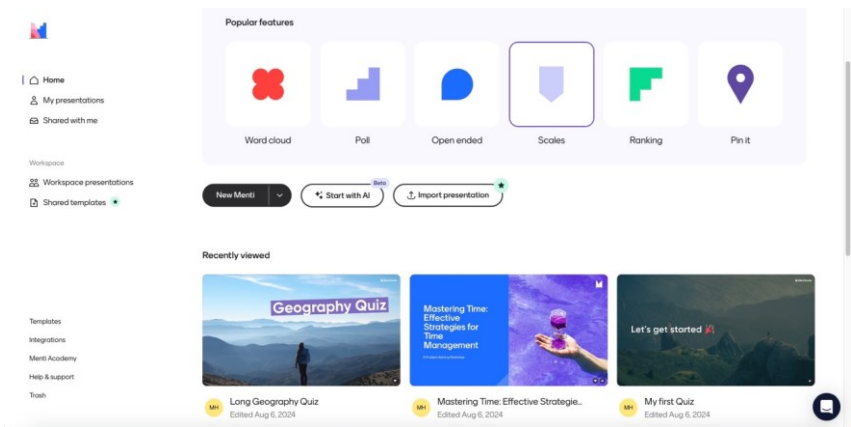 Popular features
Home
My presentations
Shared with me
Word cloud
Poll
Open ended
Scales
Ranking
Pin it
Workspace
Workspace presentations
Shared templates
New Menti
Start with AI
Beta
Import presentation
Recently viewed
Geography Quiz
Mastering Time:
Effective
Strategies for
Time
Management
Let's get started
Templates
Integrations
Menti Academy
Help & support
Trash
MH
Long Geography Quiz
Edited Aug 6, 2024
MH
Mastering Time: Effective Strategie...
Edited Aug 6, 2024
MH
My first Quiz
Edited Aug 6, 2024